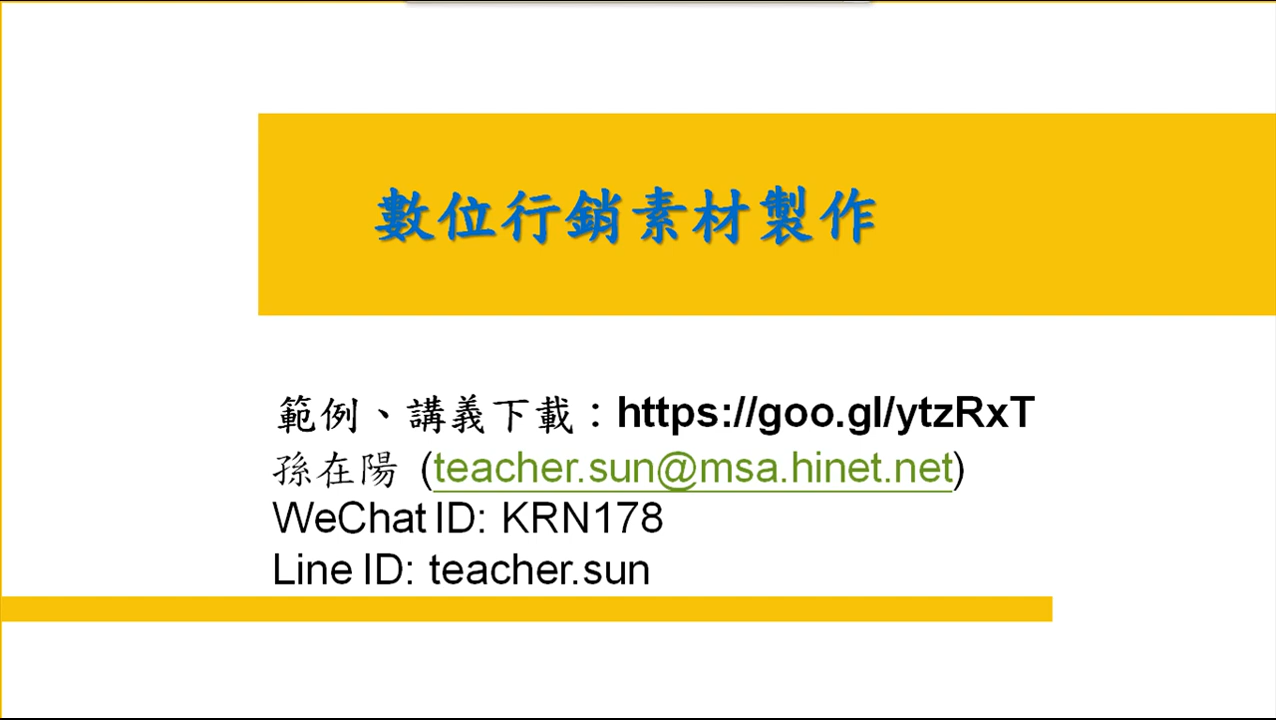 數位行銷素材製作
範例、講義下載：https://goo.gl/ytzRxT
孫在陽 (teacher.sun@msa.hinet.net)
WeChat ID: KRN178
Line ID: teacher.sun